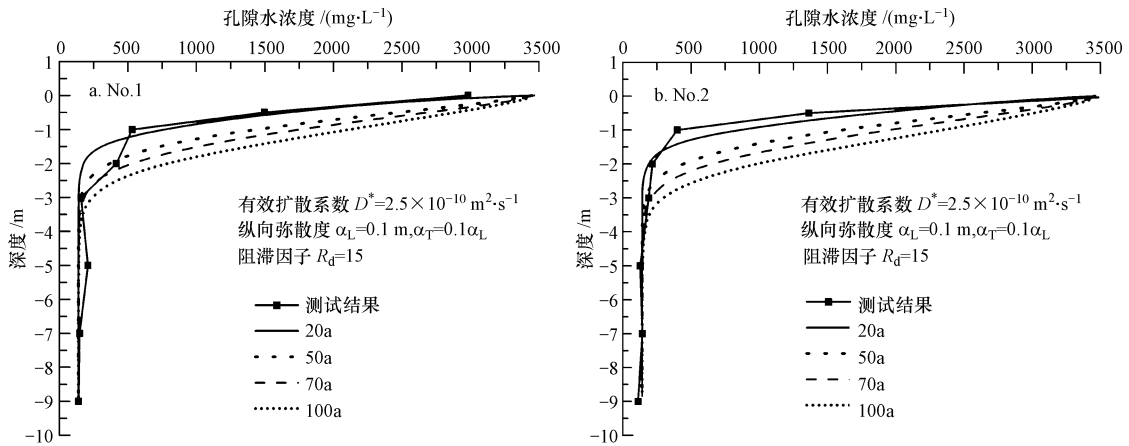 孔隙水浓度 /(mg·L⁻¹)
0 500 1000 1500 2000 2500 3000 3500
1
0
−1
−2
−3
−4
−5
−6
−7
−8
−9
−10
深度 /m
a. No.1
有效扩散系数 D*=2.5×10⁻¹⁰ m²·s⁻¹
纵向弥散度 αL=0.1 m,αT=0.1αL
阻滞因子 Rd=15
测试结果
20a
50a
70a
100a
孔隙水浓度 /(mg·L⁻¹)
0 500 1000 1500 2000 2500 3000 3500
1
0
−1
−2
−3
−4
−5
−6
−7
−8
−9
−10
深度 /m
b. No.2
有效扩散系数 D*=2.5×10⁻¹⁰ m²·s⁻¹
纵向弥散度 αL=0.1 m,αT=0.1αL
阻滞因子 Rd=15
测试结果
20a
50a
70a
100a